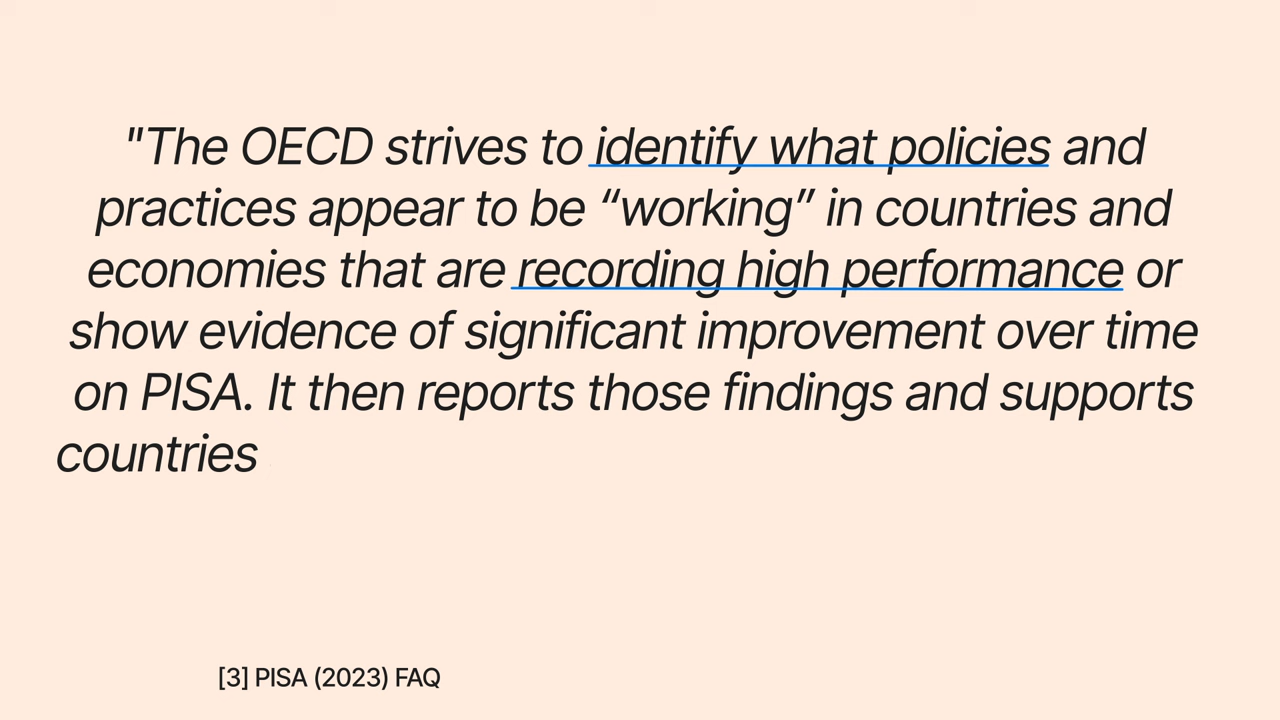 "The OECD strives to identify what policies and
practices appear to be “working” in countries and
economies that are recording high performance or
show evidence of significant improvement over time
on PISA. It then reports those findings and supports
countries
[3] PISA (2023) FAQ